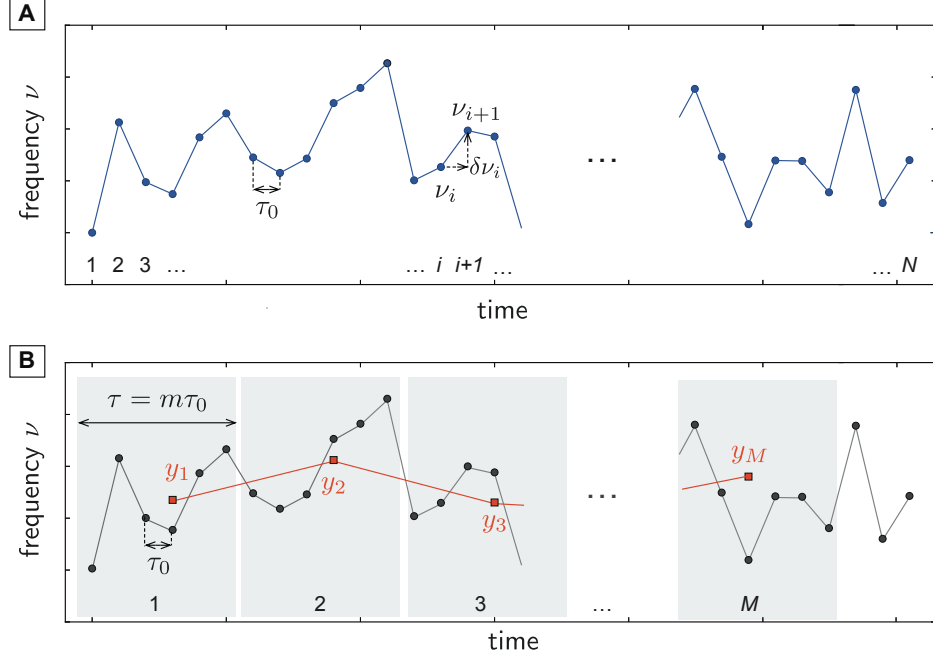 A
frequency ν
ν_{i+1}
δν_i
ν_i
τ_0
1 2 3 ... ... i i+1 ... ... N
...
time
B
frequency ν
τ = mτ_0
y_1
y_2
y_3
y_M
τ_0
...
1 2 3 ... M
time